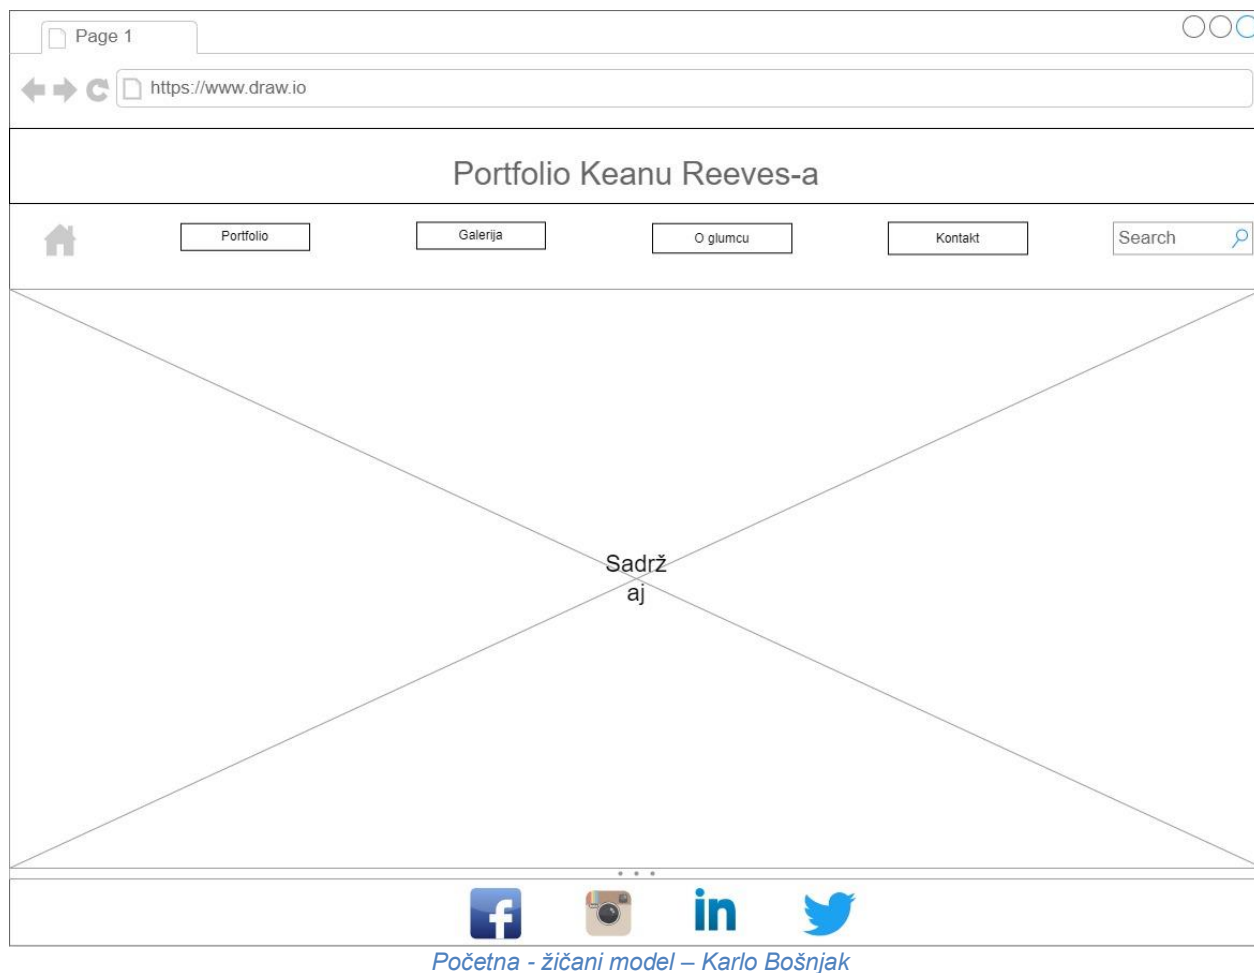 Page 1
https://www.draw.io
Portfolio Keanu Reeves-a
Portfolio
Galerija
O glumcu
Kontakt
Search
Sadrž
aj
f
in
Početna - žičani model – Karlo Bošnjak